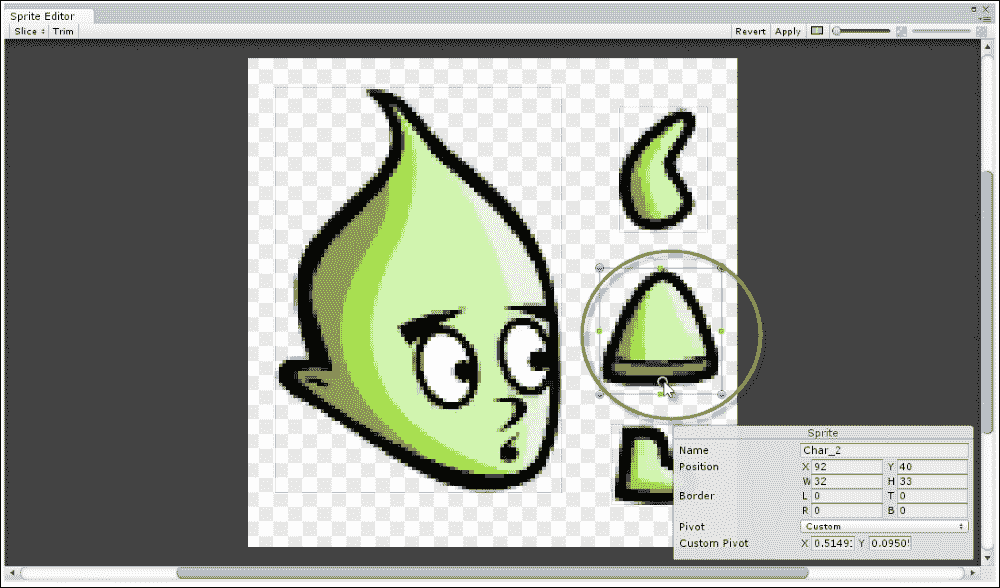 Sprite Editor
Slice Trim Revert Apply
Sprite
Name Char_2
Position X 92 Y 40
W 32 H 33
Border L 0 T 0
R 0 B 0
Pivot Custom
Custom Pivot X 0.5149 Y 0.0950